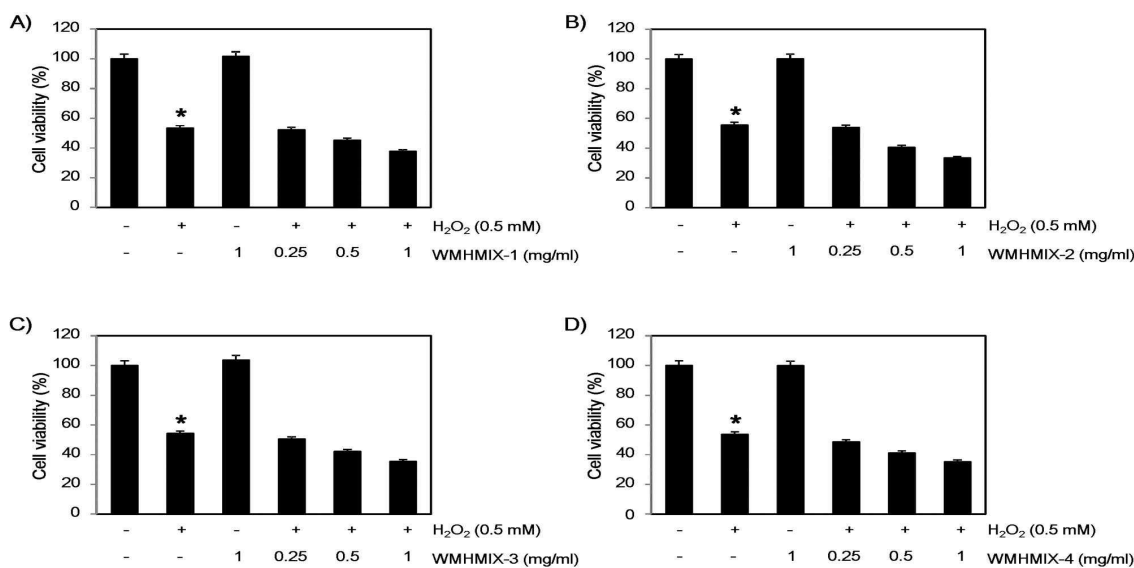 A)
Cell viability (%)
120
100
80
60
40
20
0
- + - + + + H₂O₂ (0.5 mM)
- - 1 0.25 0.5 1 WMHMIX-1 (mg/ml)
*
B)
Cell viability (%)
120
100
80
60
40
20
0
- + - + + + H₂O₂ (0.5 mM)
- - 1 0.25 0.5 1 WMHMIX-2 (mg/ml)
*
C)
Cell viability (%)
120
100
80
60
40
20
0
- + - + + + H₂O₂ (0.5 mM)
- - 1 0.25 0.5 1 WMHMIX-3 (mg/ml)
*
D)
Cell viability (%)
120
100
80
60
40
20
0
- + - + + + H₂O₂ (0.5 mM)
- - 1 0.25 0.5 1 WMHMIX-4 (mg/ml)
*